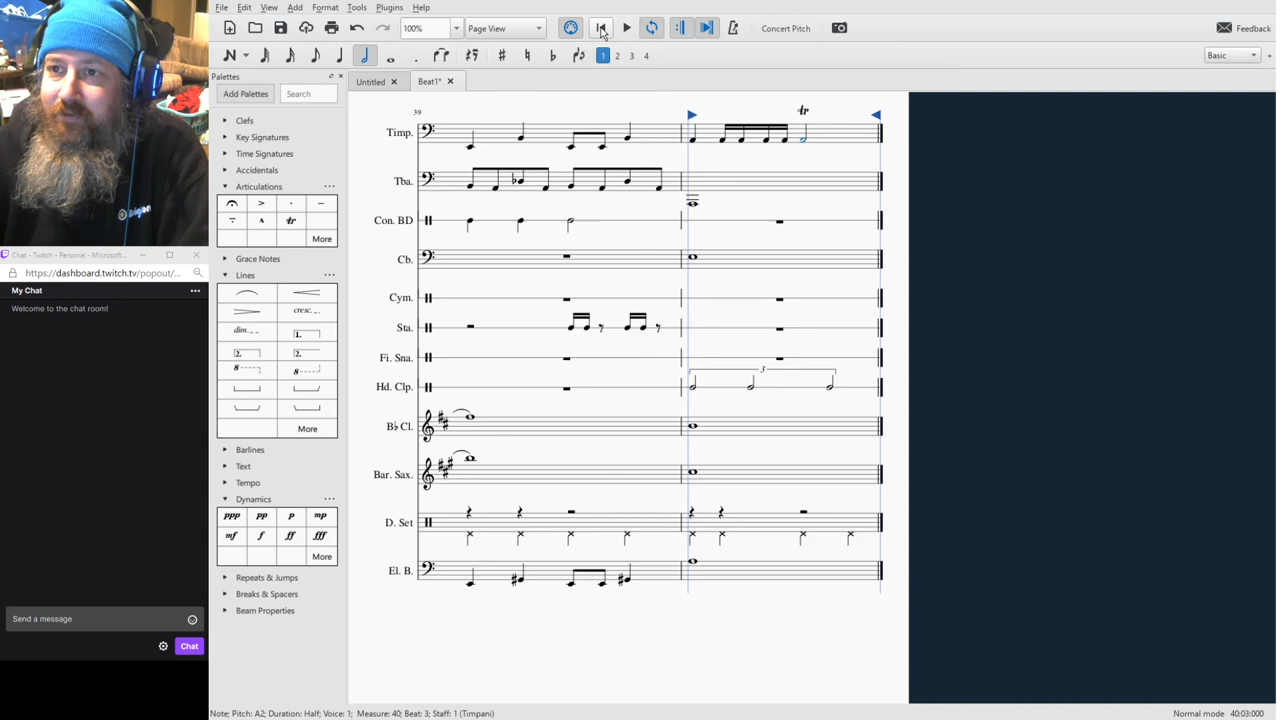 File Edit View Add Format Tools Plugins Help
100% Page View Concert Pitch Feedback
1 2 3 4 Basic
Palettes Untitled Beat1*
Add Palettes Search
Clefs
Key Signatures
Time Signatures
Accidentals
Articulations
tr
More
Grace Notes
Lines
cresc.
dim. 1.
2. 2.
8 8
More
Barlines
Text
Tempo
Dynamics
ppp pp p mp
mf f ff fff
More
Repeats & Jumps
Breaks & Spacers
Beam Properties
39
tr
Timp.
Tba.
Con. BD
Cb.
Cym.
Sta.
Fi. Sna.
3
Hd. Clp.
B♭ Cl.
Bar. Sax.
D. Set
El. B.
Chat - Twitch - Personal - Microsoft...
https://dashboard.twitch.tv/popout/...
My Chat
Welcome to the chat room!
Send a message
Chat
Note; Pitch: A2; Duration: Half; Voice: 1; Measure: 40; Beat: 3; Staff: 1 (Timpani) Normal mode 40:03:000